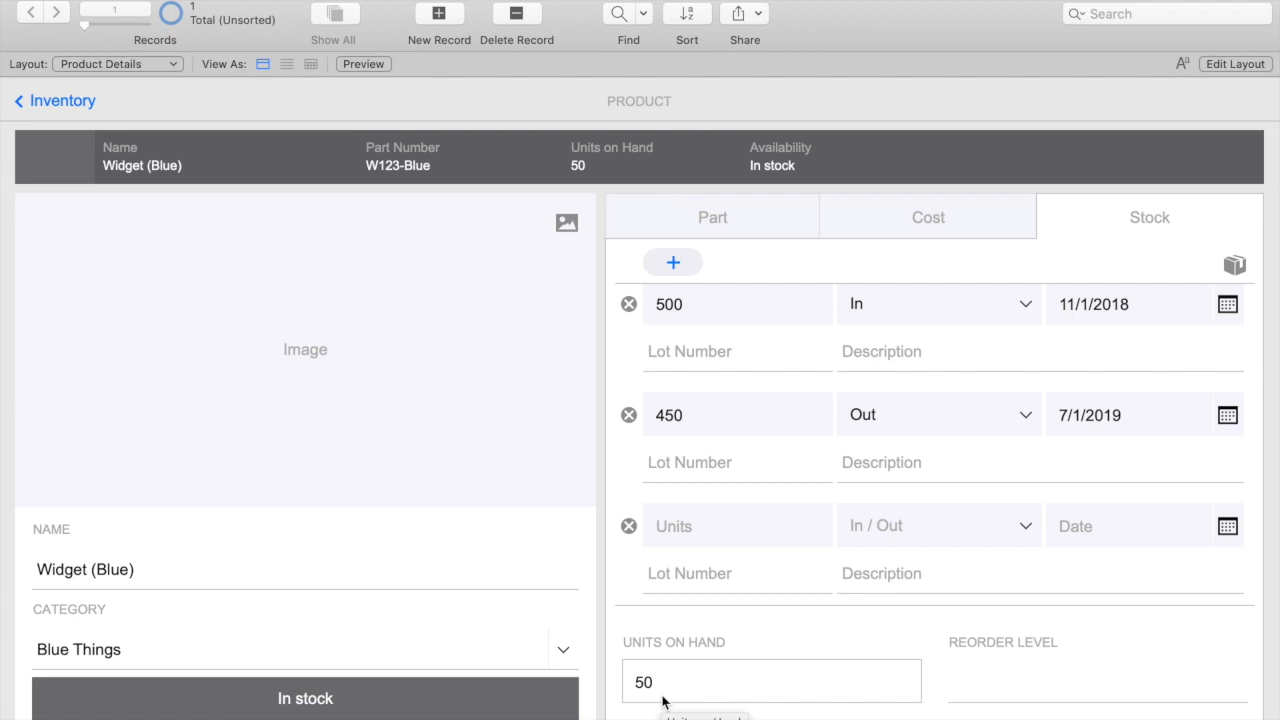 1
1
Total (Unsorted)
Search
Records
Show All
New Record
Delete Record
Find
Sort
Share
Layout:
Product Details
View As:
Preview
Aa
Edit Layout
Inventory
PRODUCT
Name
Part Number
Units on Hand
Availability
Widget (Blue)
W123-Blue
50
In stock
Part
Cost
Stock
500
In
11/1/2018
Image
Lot Number
Description
450
Out
7/1/2019
Lot Number
Description
Units
In / Out
Date
Lot Number
Description
NAME
Widget (Blue)
CATEGORY
Blue Things
In stock
UNITS ON HAND
REORDER LEVEL
50